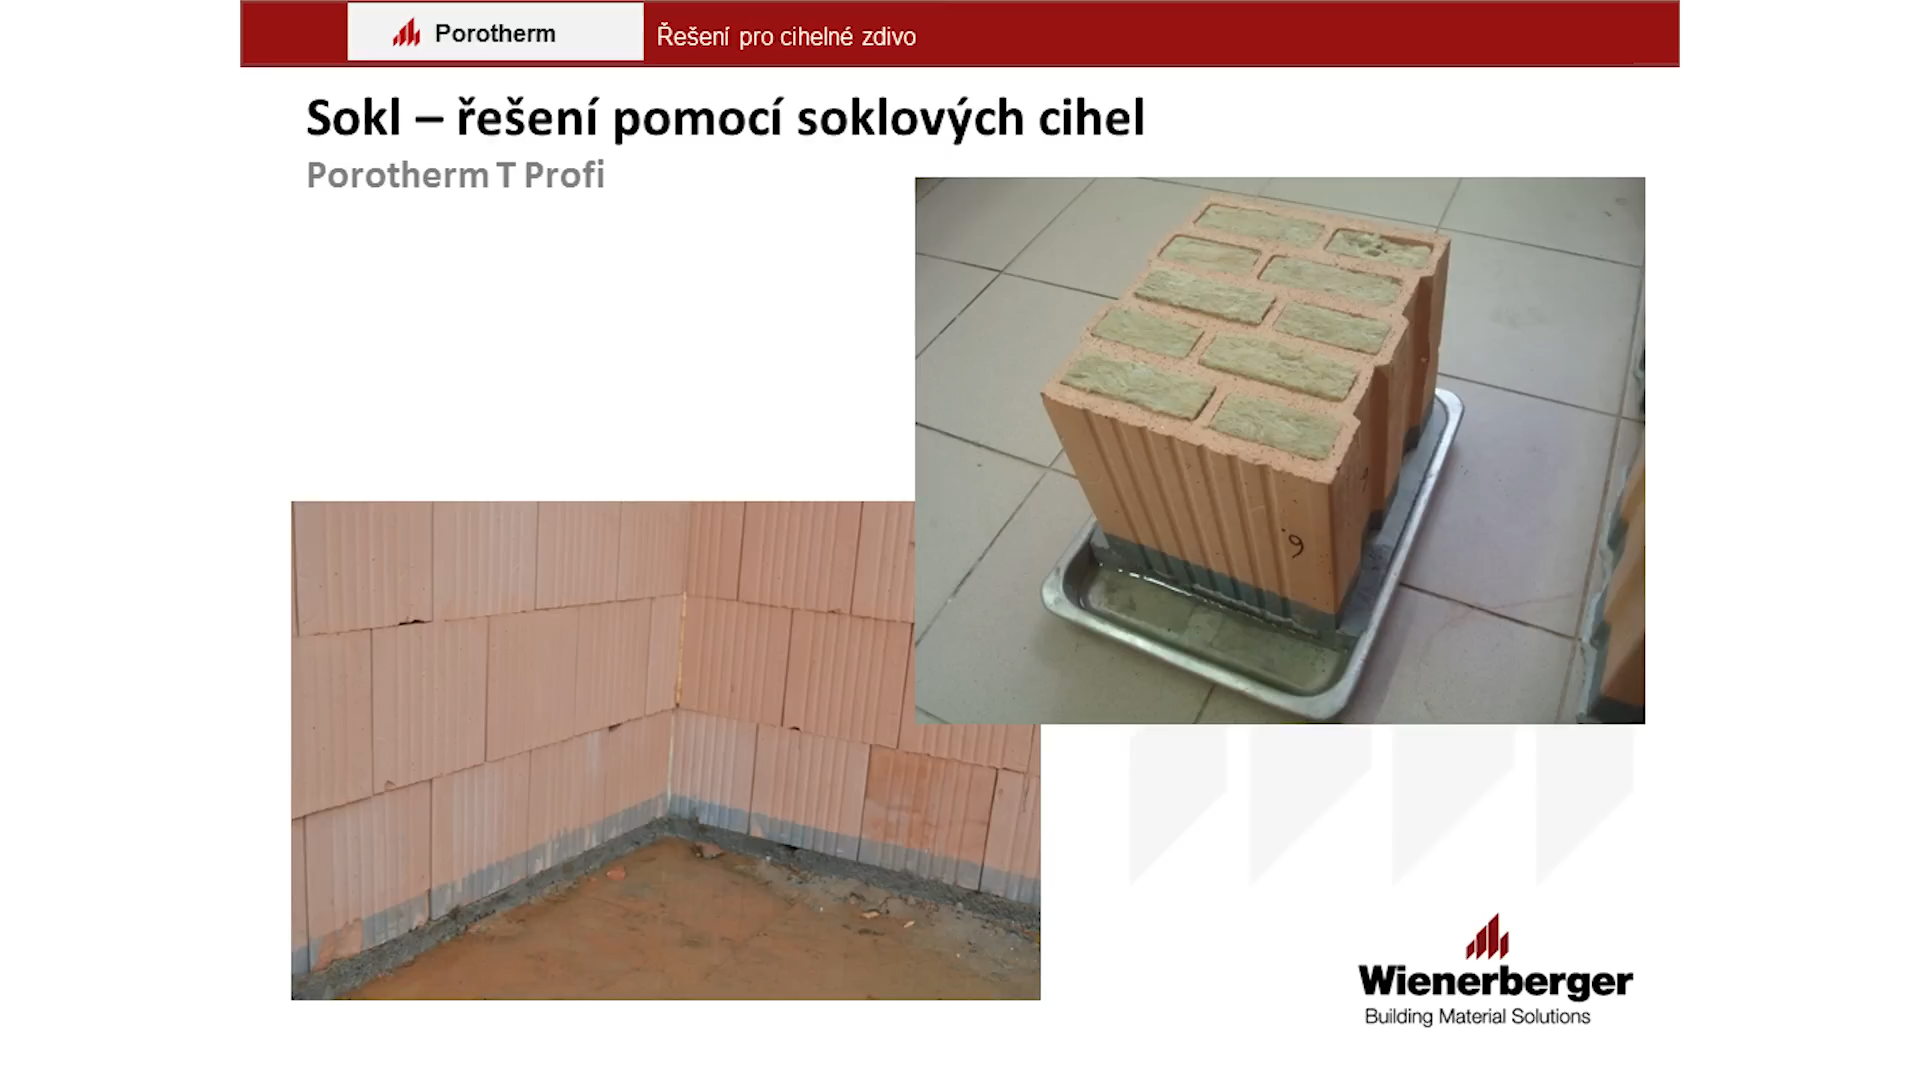 Porotherm
Řešení pro cihelné zdivo
Sokl – řešení pomocí soklových cihel
Porotherm T Profi
9
Wienerberger
Building Material Solutions